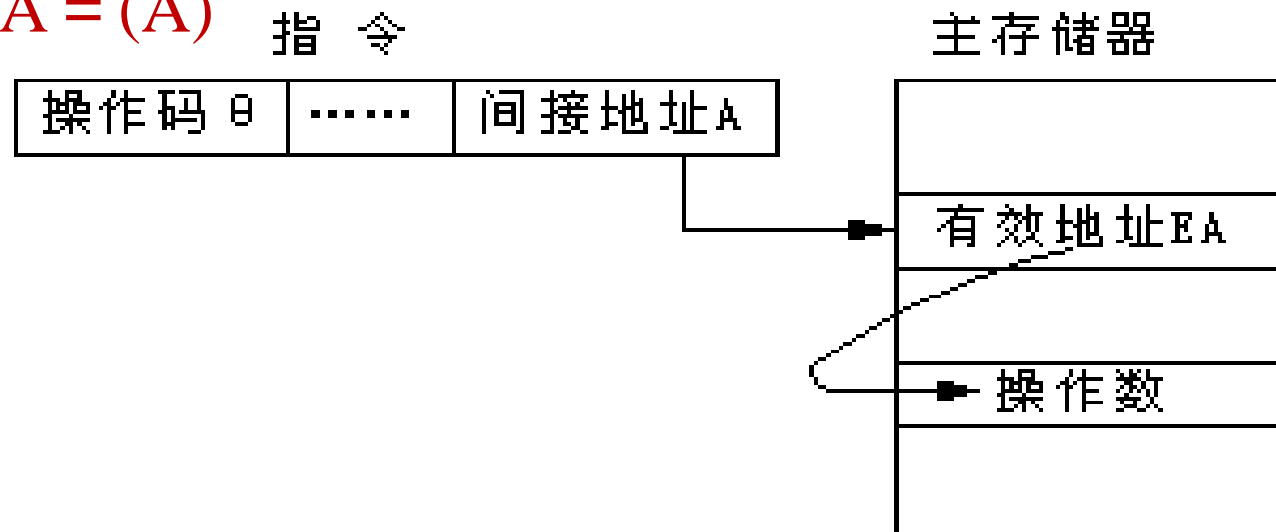 A = (A)
指 令
主存储器
操作码 θ
……
间接地址A
有效地址EA
操作数